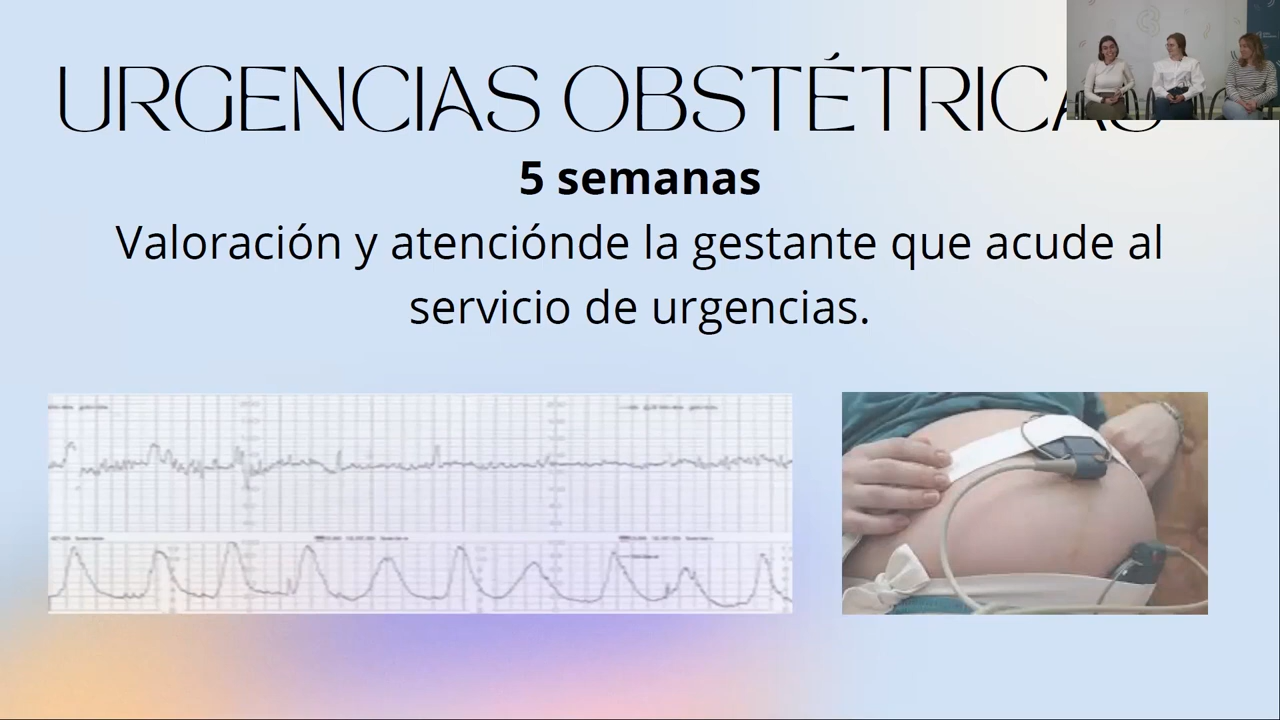 URGENCIAS OBSTÉTRICAS
5 semanas
Valoración y atenciónde la gestante que acude al
servicio de urgencias.